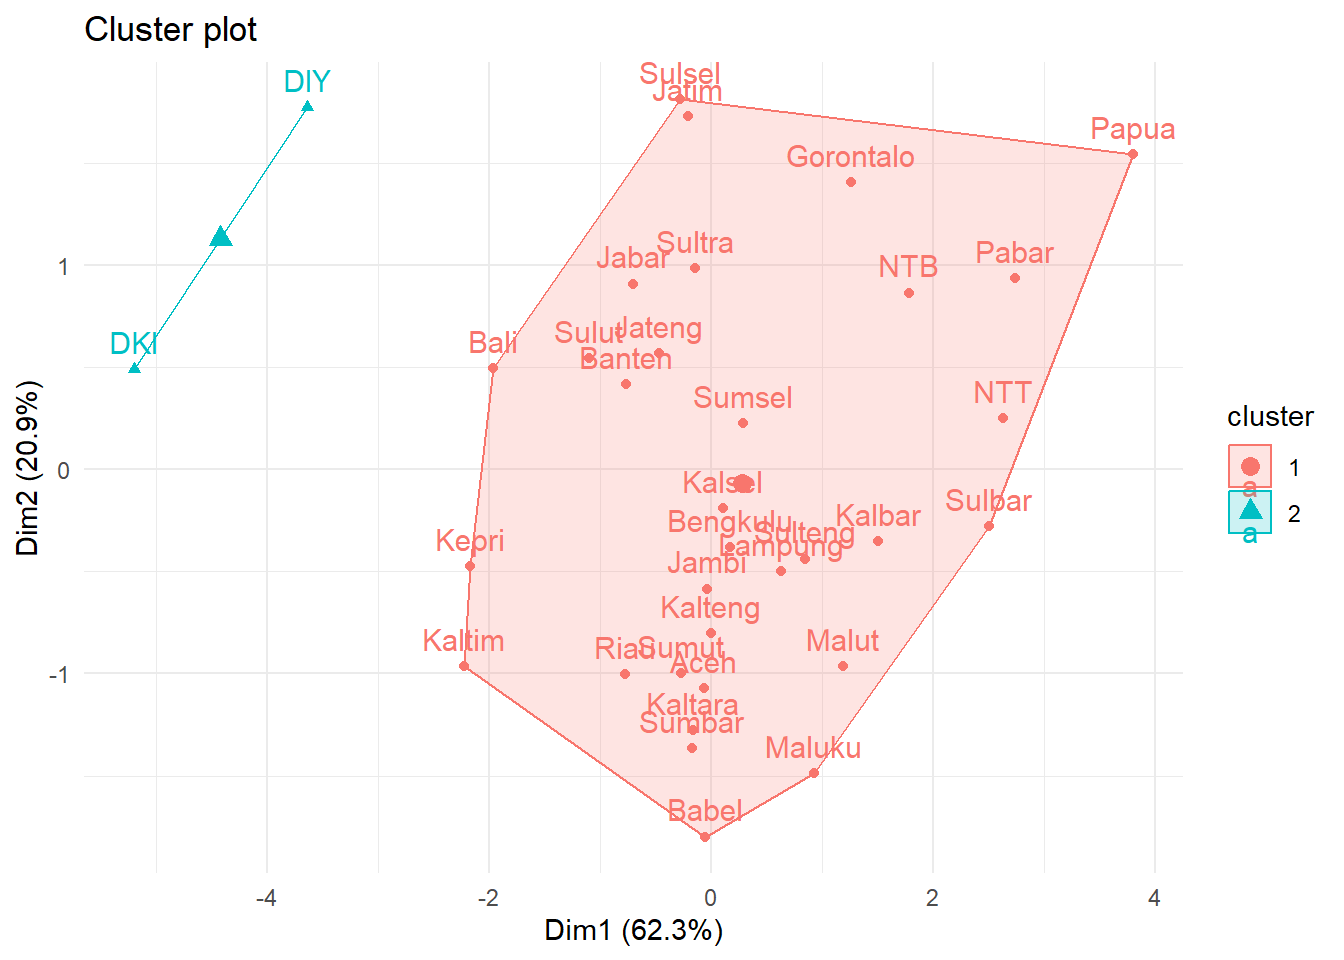 Cluster plot
DIY
Sulsel
Jatim
Papua
Gorontalo
Sultra
Jabar
NTB
Pabar
1
Jateng
Sulut
DKI
Bali
Banten
NTT
Sumsel
cluster
Dim2 (20.9%)
0
1
a
Kalsel
Sulbar
2
a
Bengkulu
Kalbar
Sulteng
Kepri
Lampung
Jambi
Kalteng
Kaltim
Riau
Sumut
Malut
Aceh
-1
Kaltara
Sumbar
Maluku
Babel
-4
-2
0
2
4
Dim1 (62.3%)